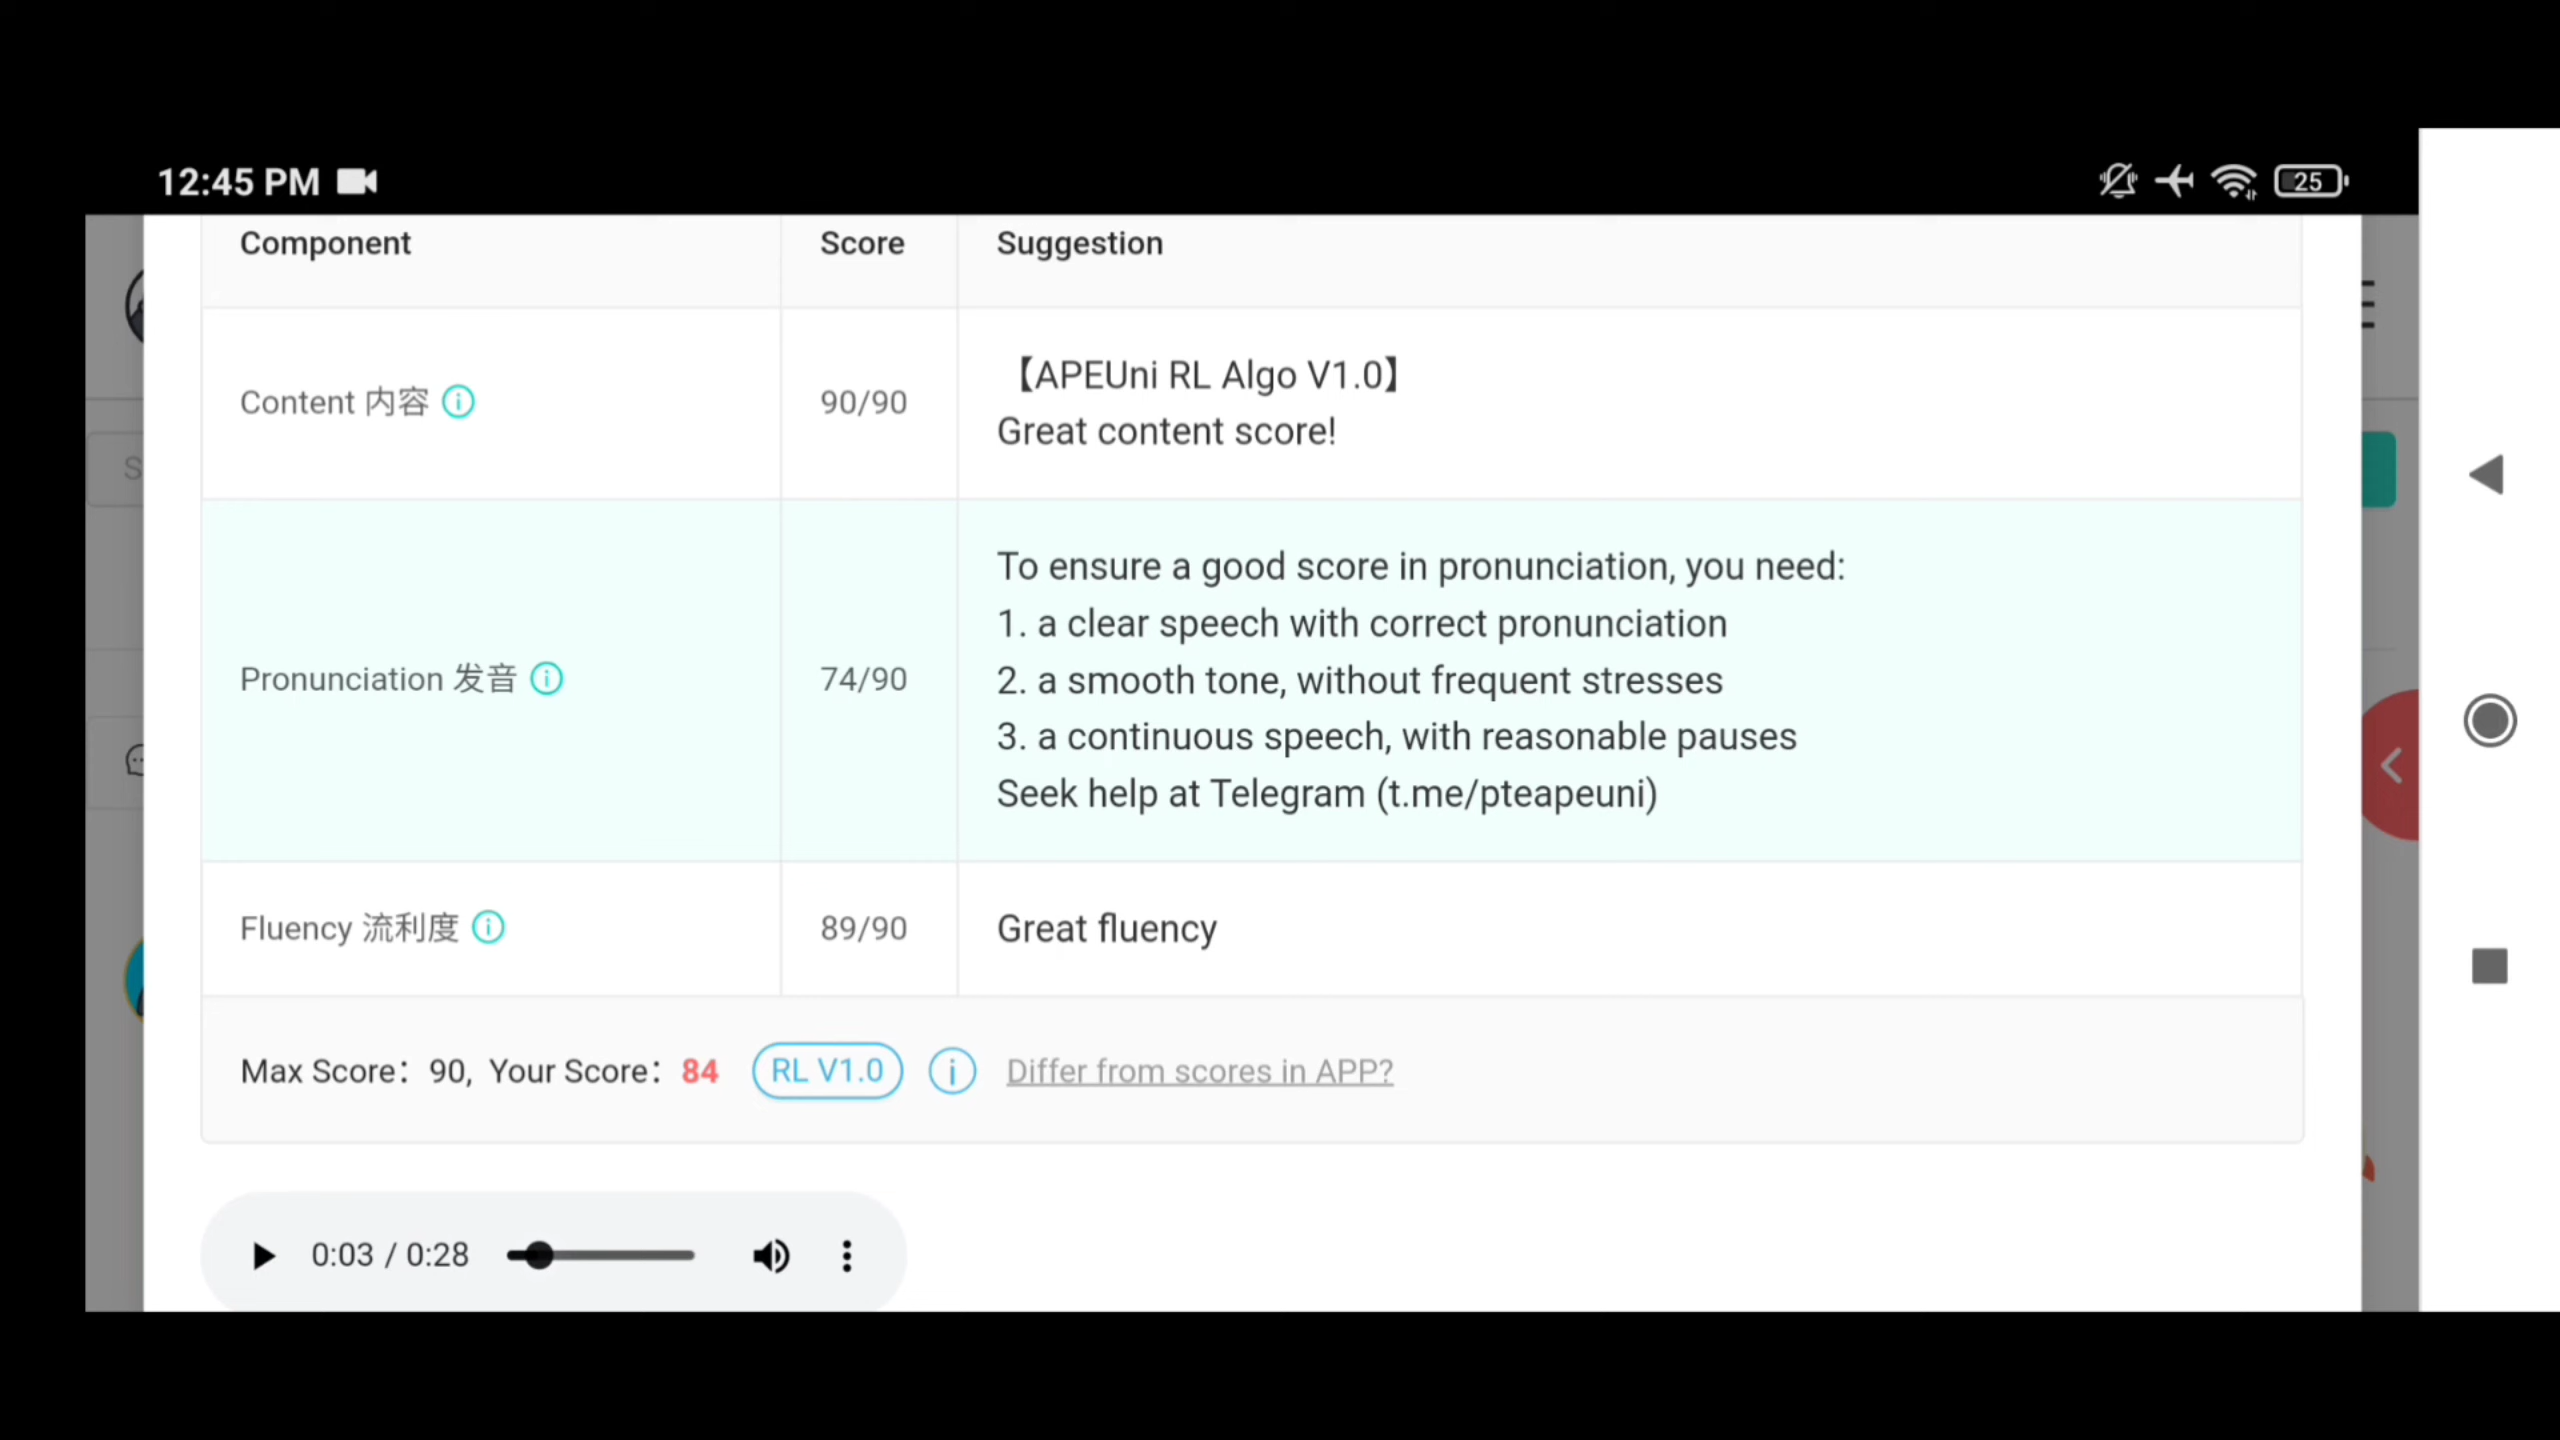 12:45 PM
25
Component Score Suggestion
Content 内容 90/90 【APEUni RL Algo V1.0】
Great content score!
Pronunciation 发音 74/90 To ensure a good score in pronunciation, you need:
1. a clear speech with correct pronunciation
2. a smooth tone, without frequent stresses
3. a continuous speech, with reasonable pauses
Seek help at Telegram (t.me/pteapeuni)
Fluency 流利度 89/90 Great fluency
Max Score： 90, Your Score： 84 RL V1.0 Differ from scores in APP?
0:03 / 0:28